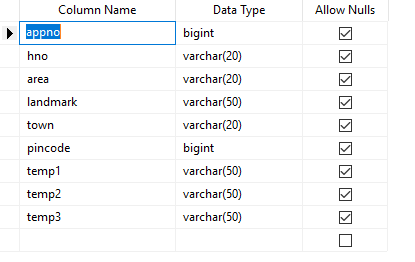 Column Name Data Type Allow Nulls
appno bigint
hno varchar(20)
area varchar(20)
landmark varchar(50)
town varchar(20)
pincode bigint
temp1 varchar(50)
temp2 varchar(50)
temp3 varchar(50)